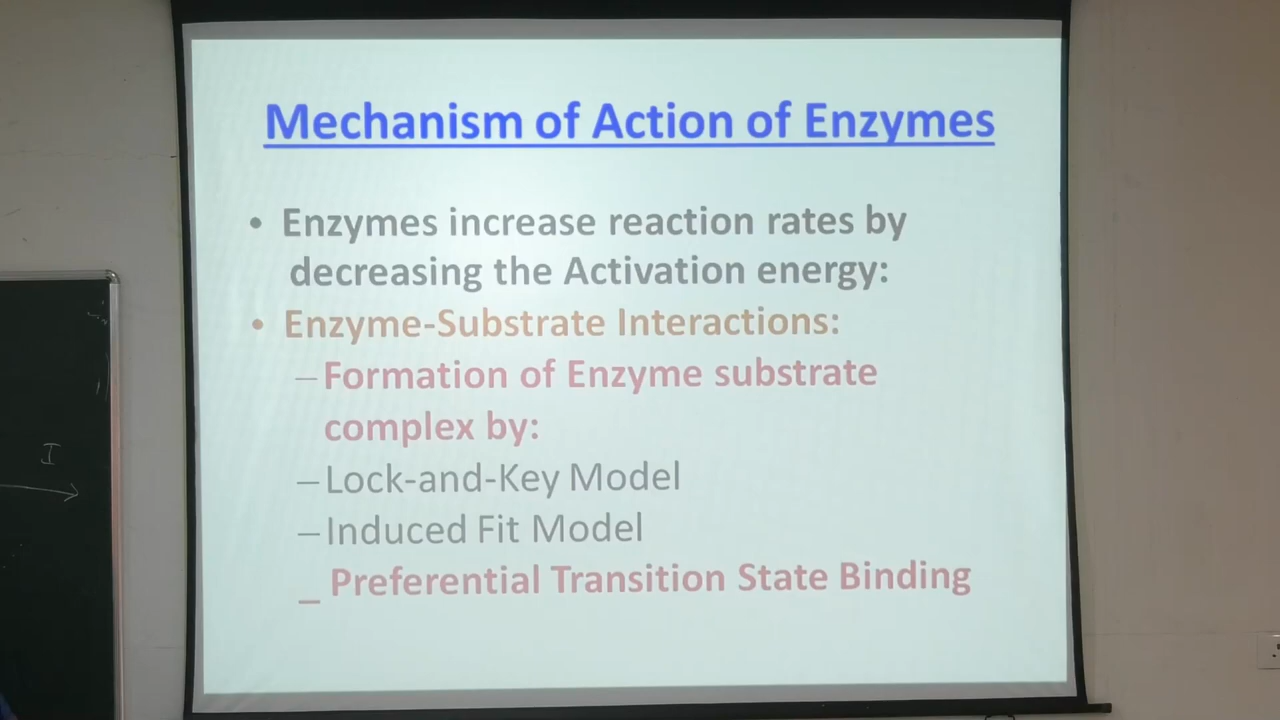 Mechanism of Action of Enzymes
• Enzymes increase reaction rates by
decreasing the Activation energy:
• Enzyme-Substrate Interactions:
–Formation of Enzyme substrate
complex by:
–Lock-and-Key Model
–Induced Fit Model
_ Preferential Transition State Binding
I